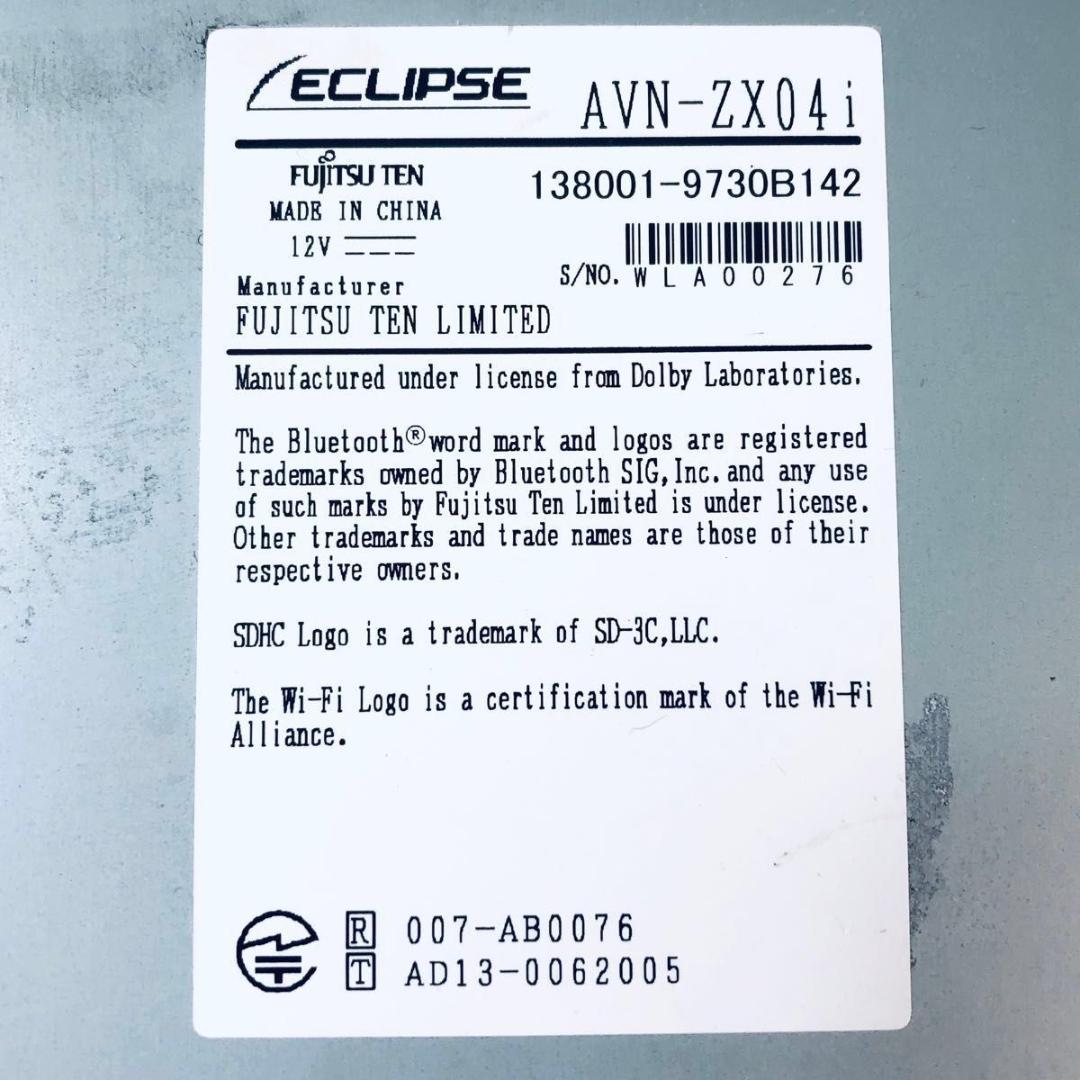 ECLIPSE AVN-ZX04i
FUJITSU TEN 138001-9730B142
MADE IN CHINA
12V
S/NO. WLA00276
Manufacturer
FUJITSU TEN LIMITED
Manufactured under license from Dolby Laboratories.
The Bluetooth® word mark and logos are registered
trademarks owned by Bluetooth SIG, Inc. and any use
of such marks by Fujitsu Ten Limited is under license.
Other trademarks and trade names are those of their
respective owners.
SDHC Logo is a trademark of SD-3C, LLC.
The Wi-Fi Logo is a certification mark of the Wi-Fi
Alliance.
R 007-AB0076
T AD13-0062005